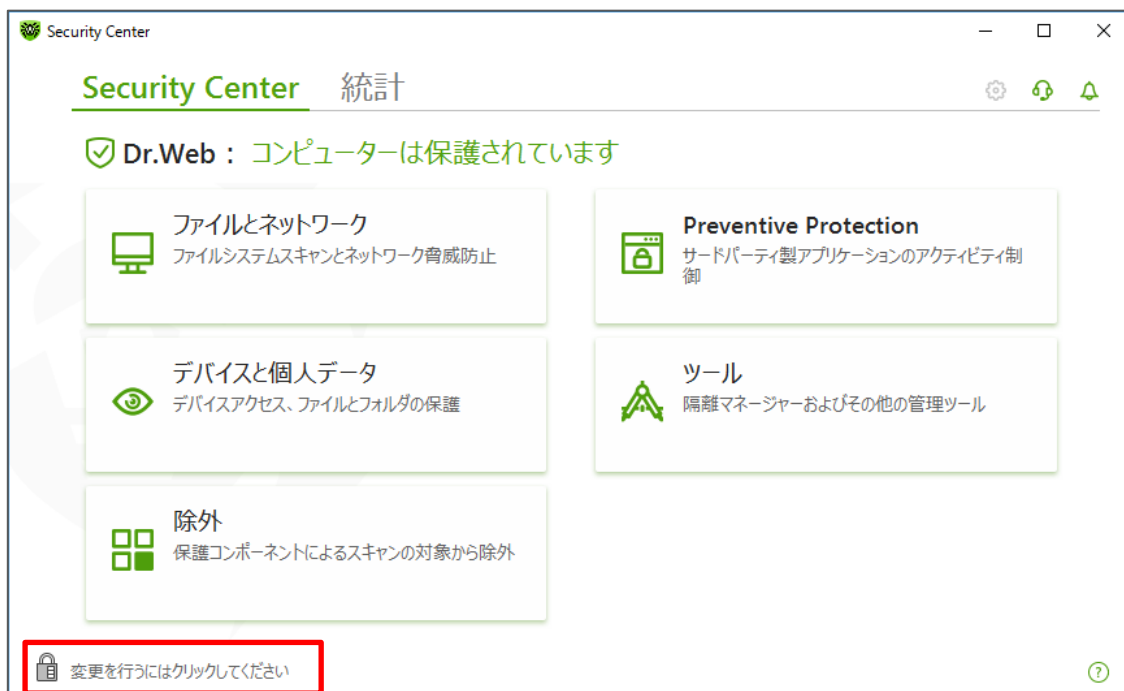 Security Center
Security Center 統計
Dr.Web： コンピューターは保護されています
ファイルとネットワーク
ファイルシステムスキャンとネットワーク脅威防止
Preventive Protection
サードパーティ製アプリケーションのアクティビティ制
御
デバイスと個人データ
デバイスアクセス、ファイルとフォルダの保護
ツール
隔離マネージャーおよびその他の管理ツール
除外
保護コンポーネントによるスキャンの対象から除外
変更を行うにはクリックしてください
?